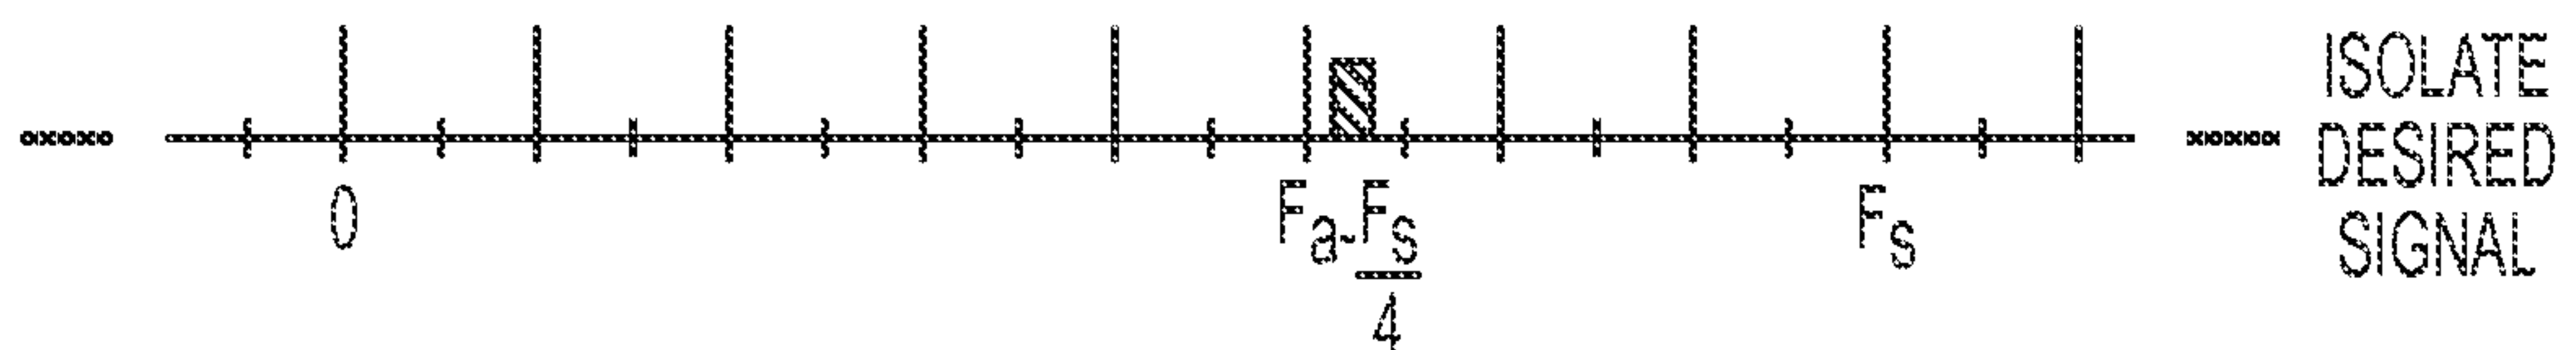 ISOLATE
DESIRED
SIGNAL
0
Fa-Fs
4
Fs